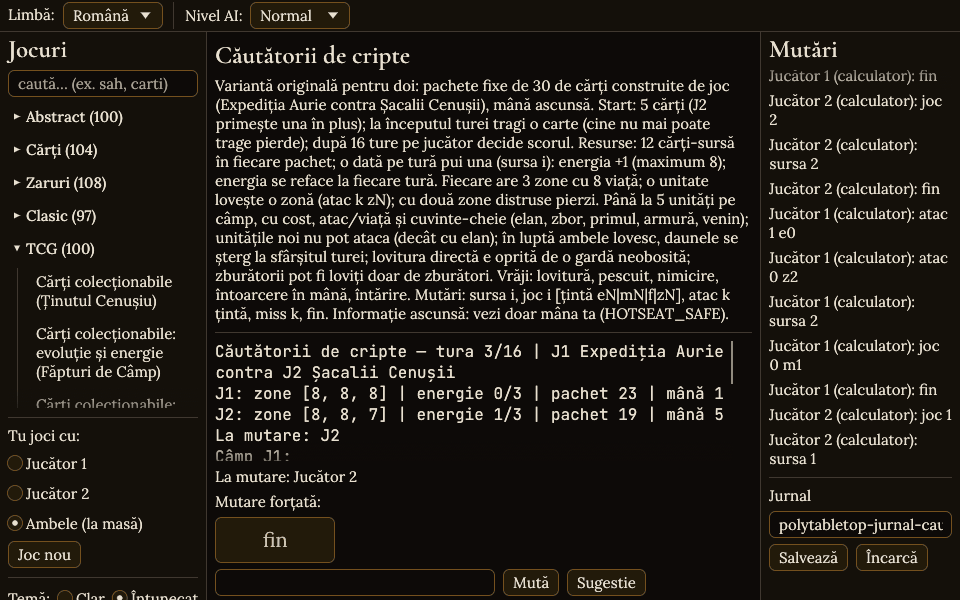 Limbă: Română ▼ Nivel AI: Normal ▼
Jocuri
caută... (ex. sah, carti)
▸ Abstract (100)
▸ Cărți (104)
▸ Zaruri (108)
▸ Clasic (97)
▾ TCG (100)
Cărți colecționabile
(Ținutul Cenușiu)
Cărți colecționabile:
evoluție și energie
(Făpturi de Câmp)
Cărți colecționabile:
Tu joci cu:
Jucător 1
Jucător 2
Ambele (la masă)
Joc nou
Temă: Clar Întunecat
Căutătorii de cripte
Variantă originală pentru doi: pachete fixe de 30 de cărți construite de joc
(Expediția Aurie contra Șacalii Cenușii), mână ascunsă. Start: 5 cărți (J2
primește una în plus); la începutul turei tragi o carte (cine nu mai poate
trage pierde); după 16 ture pe jucător decide scorul. Resurse: 12 cărți-sursă
în fiecare pachet; o dată pe tură pui una (sursa i): energia +1 (maximum 8);
energia se reface la fiecare tură. Fiecare are 3 zone cu 8 viață; o unitate
lovește o zonă (atac k zN); cu două zone distruse pierzi. Până la 5 unități pe
câmp, cu cost, atac/viață și cuvinte-cheie (elan, zbor, primul, armură, venin);
unitățile noi nu pot ataca (decât cu elan); în luptă ambele lovesc, daunele se
șterg la sfârșitul turei; lovitura directă e oprită de o gardă neobosită;
zburătorii pot fi loviți doar de zburători. Vrăji: lovitură, pescuit, nimicire,
întoarcere în mână, întărire. Mutări: sursa i, joc i [țintă eN|mN|f|zN], atac k
țintă, miss k, fin. Informație ascunsă: vezi doar mâna ta (HOTSEAT_SAFE).
Căutătorii de cripte — tura 3/16 | J1 Expediția Aurie
contra J2 Șacalii Cenușii
J1: zone [8, 8, 8] | energie 0/3 | pachet 23 | mână 1
J2: zone [8, 8, 7] | energie 1/3 | pachet 19 | mână 5
La mutare: J2
Câmp J1:
La mutare: Jucător 2
Mutare forțată:
fin
Mută Sugestie
Mutări
Jucător 1 (calculator): fin
Jucător 2 (calculator): joc
2
Jucător 2 (calculator):
sursa 2
Jucător 2 (calculator): fin
Jucător 1 (calculator): atac
1 e0
Jucător 1 (calculator): atac
0 z2
Jucător 1 (calculator):
sursa 2
Jucător 1 (calculator): joc
0 m1
Jucător 1 (calculator): fin
Jucător 2 (calculator): joc 1
Jucător 2 (calculator):
sursa 1
Jurnal
polytabletop-jurnal-cau
Salvează Încarcă